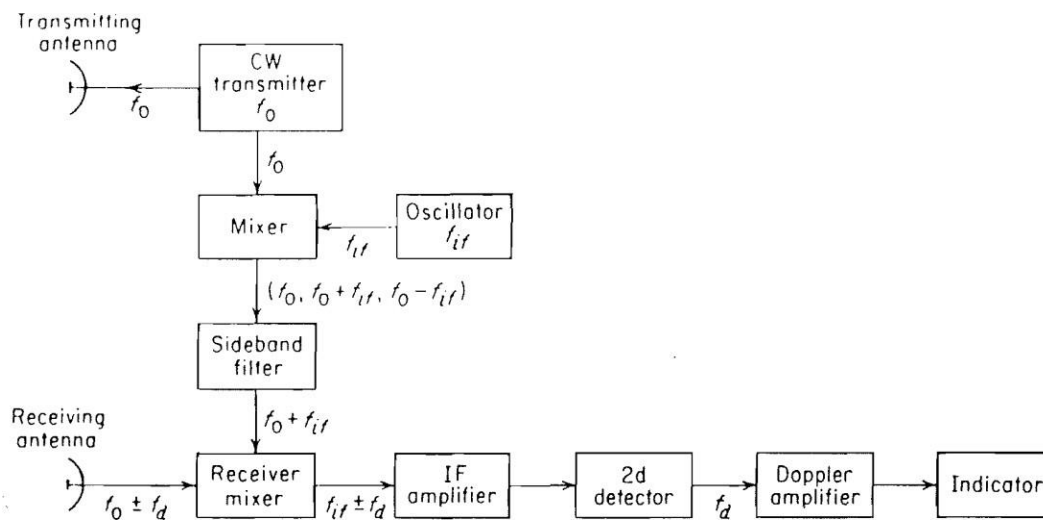 Transmitting
antenna
CW
transmitter
f0
f0
f0
Mixer
Oscillator
fif
fif
(f0, f0 + fif, f0 − fif)
Sideband
filter
f0 + fif
Receiving
antenna
f0 ± fd
Receiver
mixer
fif ± fd
IF
amplifier
2d
detector
fd
Doppler
amplifier
Indicator